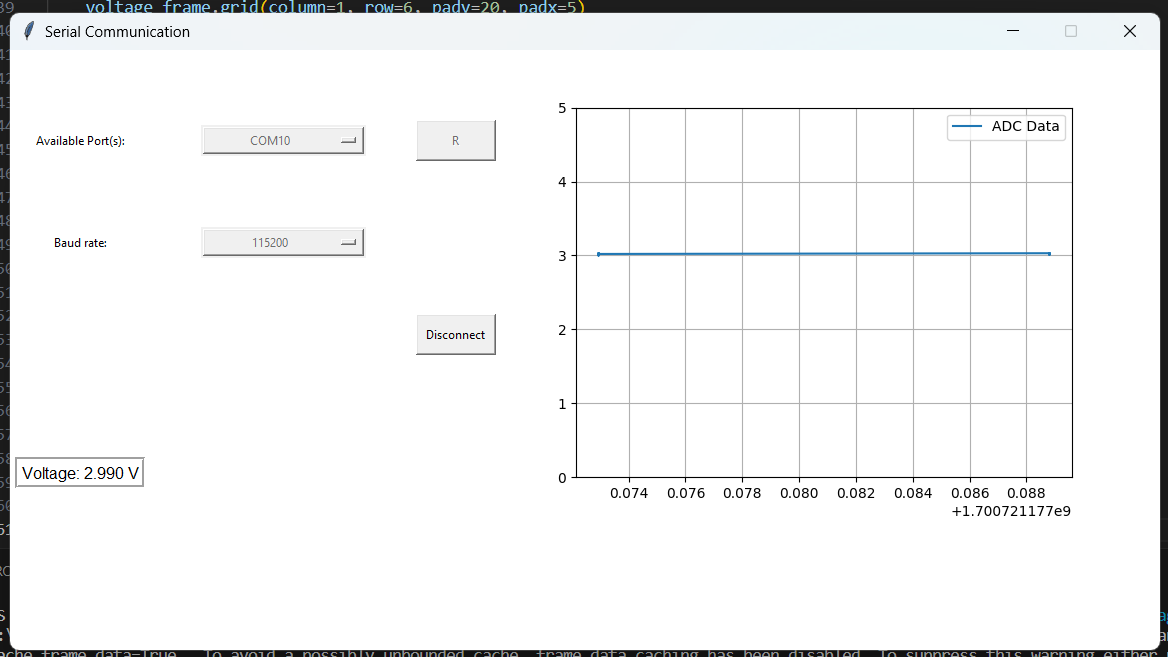 voltage frame.grid(column=1, row=6, pady=20, padx=5)
Serial Communication
Available Port(s):
COM10
R
Baud rate:
115200
Disconnect
Voltage: 2.990 V
ADC Data
5
4
3
2
1
0
0.074 0.076 0.078 0.080 0.082 0.084 0.086 0.088
+1.700721177e9
cache_frame_data=True. To avoid a possibly unbounded cache, frame data caching has been disabled. To suppress this warning either